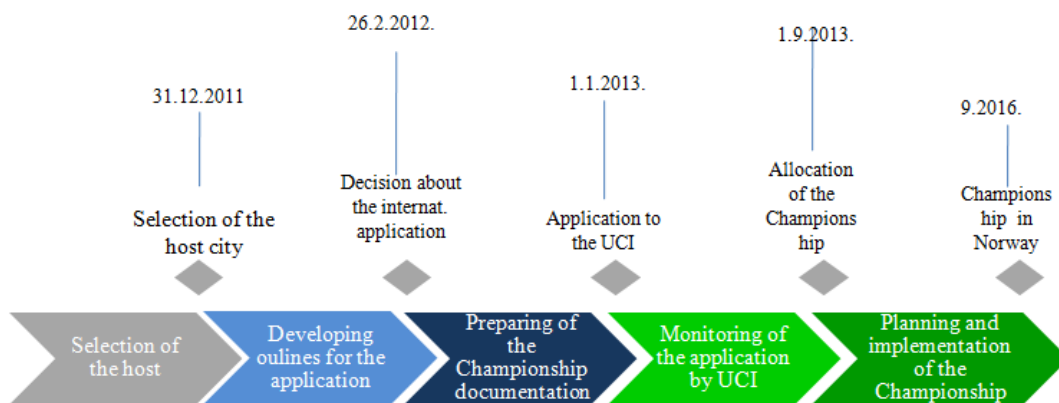 31.12.2011
26.2.2012.
1.1.2013.
1.9.2013.
9.2016.
Selection of the
host city
Decision about
the internat.
application
Application to
the UCI
Allocation
of the
Champions
hip
Champions
hip in
Norway
Selection of
the host
Developing
oulines for the
application
Preparing of
the
Championship
documentation
Monitoring of
the application
by UCI
Planning and
implementation
of the
Championship